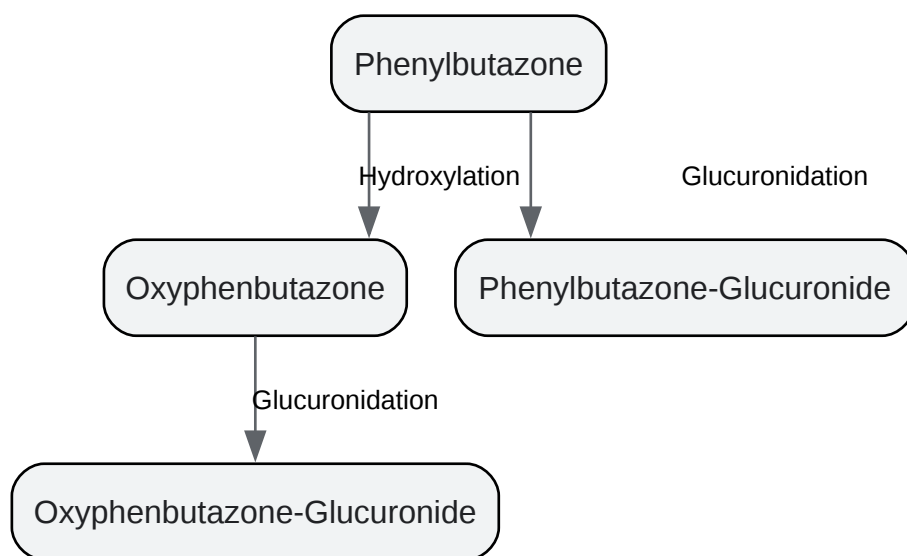 Phenylbutazone
Hydroxylation
Glucuronidation
Oxyphenbutazone
Phenylbutazone-Glucuronide
Glucuronidation
Oxyphenbutazone-Glucuronide